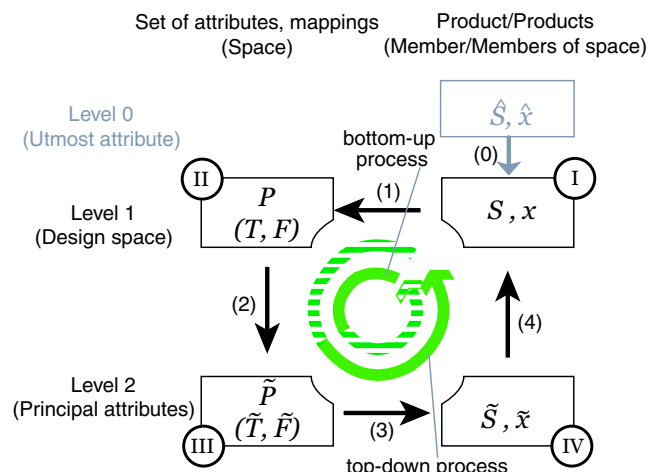 Set of attributes, mappings
(Space)
Product/Products
(Member/Members of space)
Level 0
(Utmost attribute)
Ŝ, x̂
bottom-up
process
(0)
II
I
P
(T, F)
(1)
S, x
Level 1
(Design space)
(2)
(4)
Level 2
(Principal attributes)
P̃
(T̃, F̃)
(3)
S̃, x̃
III
IV
top-down process